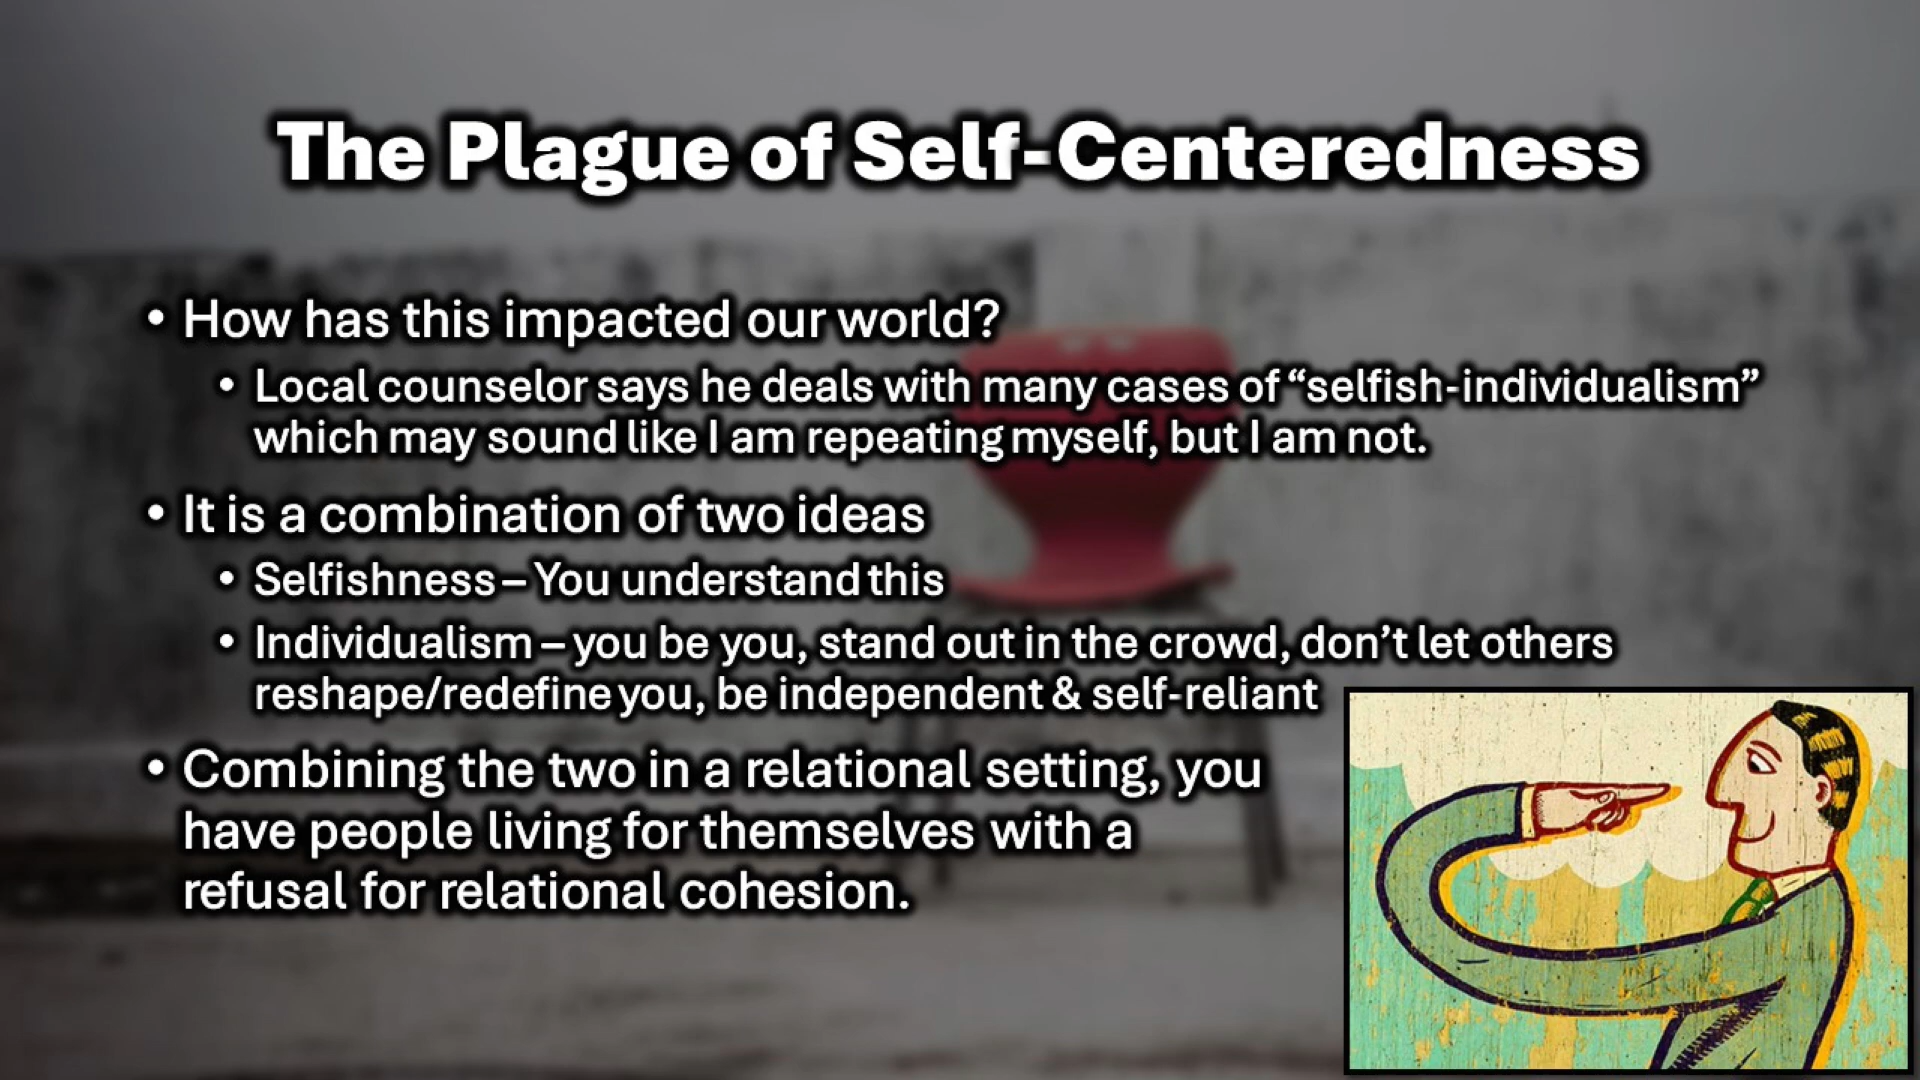 The Plague of Self-Centeredness
• How has this impacted our world?
• Local counselor says he deals with many cases of “selfish-individualism”
which may sound like I am repeating myself, but I am not.
• It is a combination of two ideas
• Selfishness – You understand this
• Individualism – you be you, stand out in the crowd, don’t let others
reshape/redefine you, be independent & self-reliant
• Combining the two in a relational setting, you
have people living for themselves with a
refusal for relational cohesion.